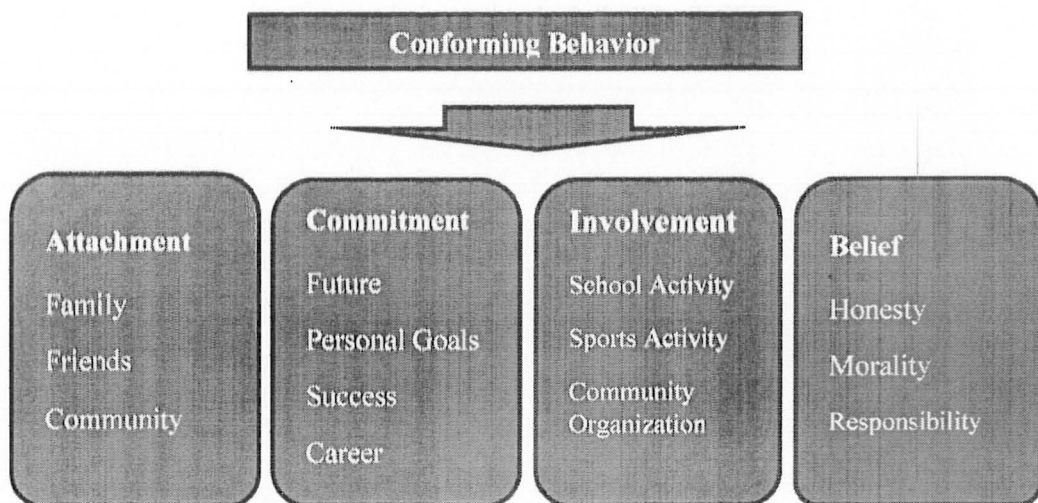 Conforming Behavior
Attachment
Family
Friends
Community
Commitment
Future
Personal Goals
Success
Career
Involvement
School Activity
Sports Activity
Community
Organization
Belief
Honesty
Morality
Responsibility